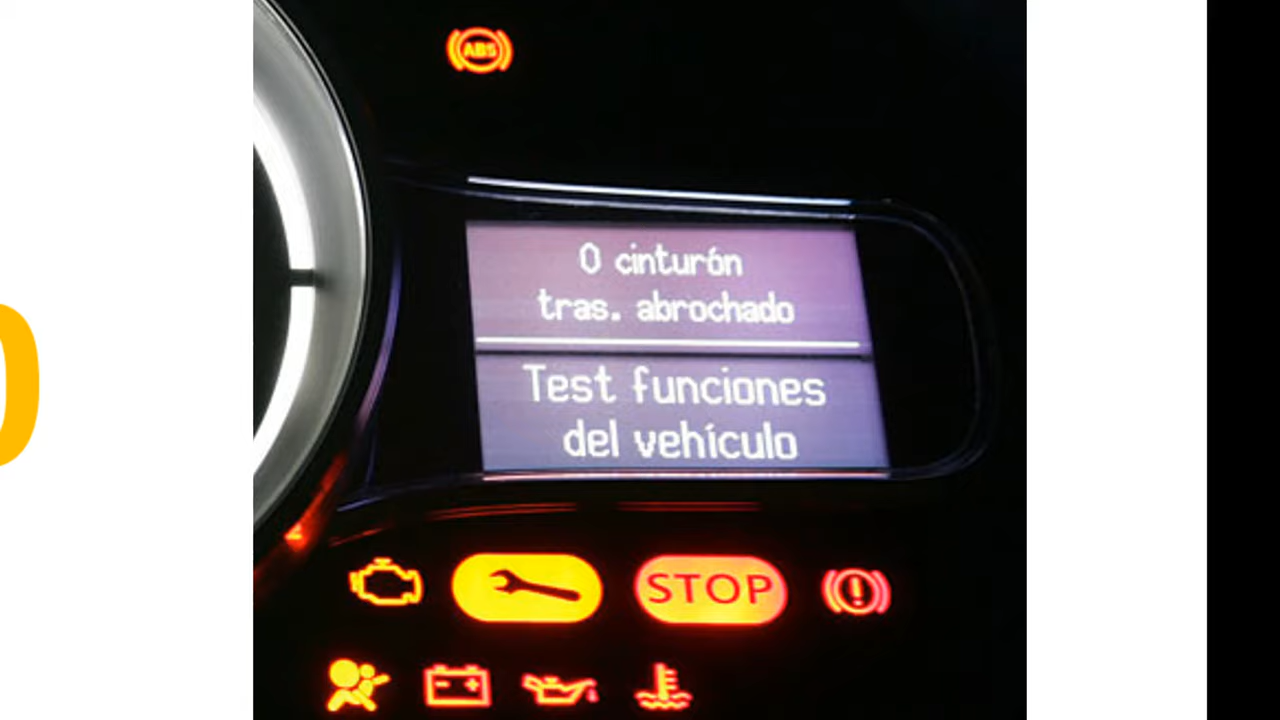 ABS
0 cinturón
tras. abrochado
Test funciones
del vehículo
STOP